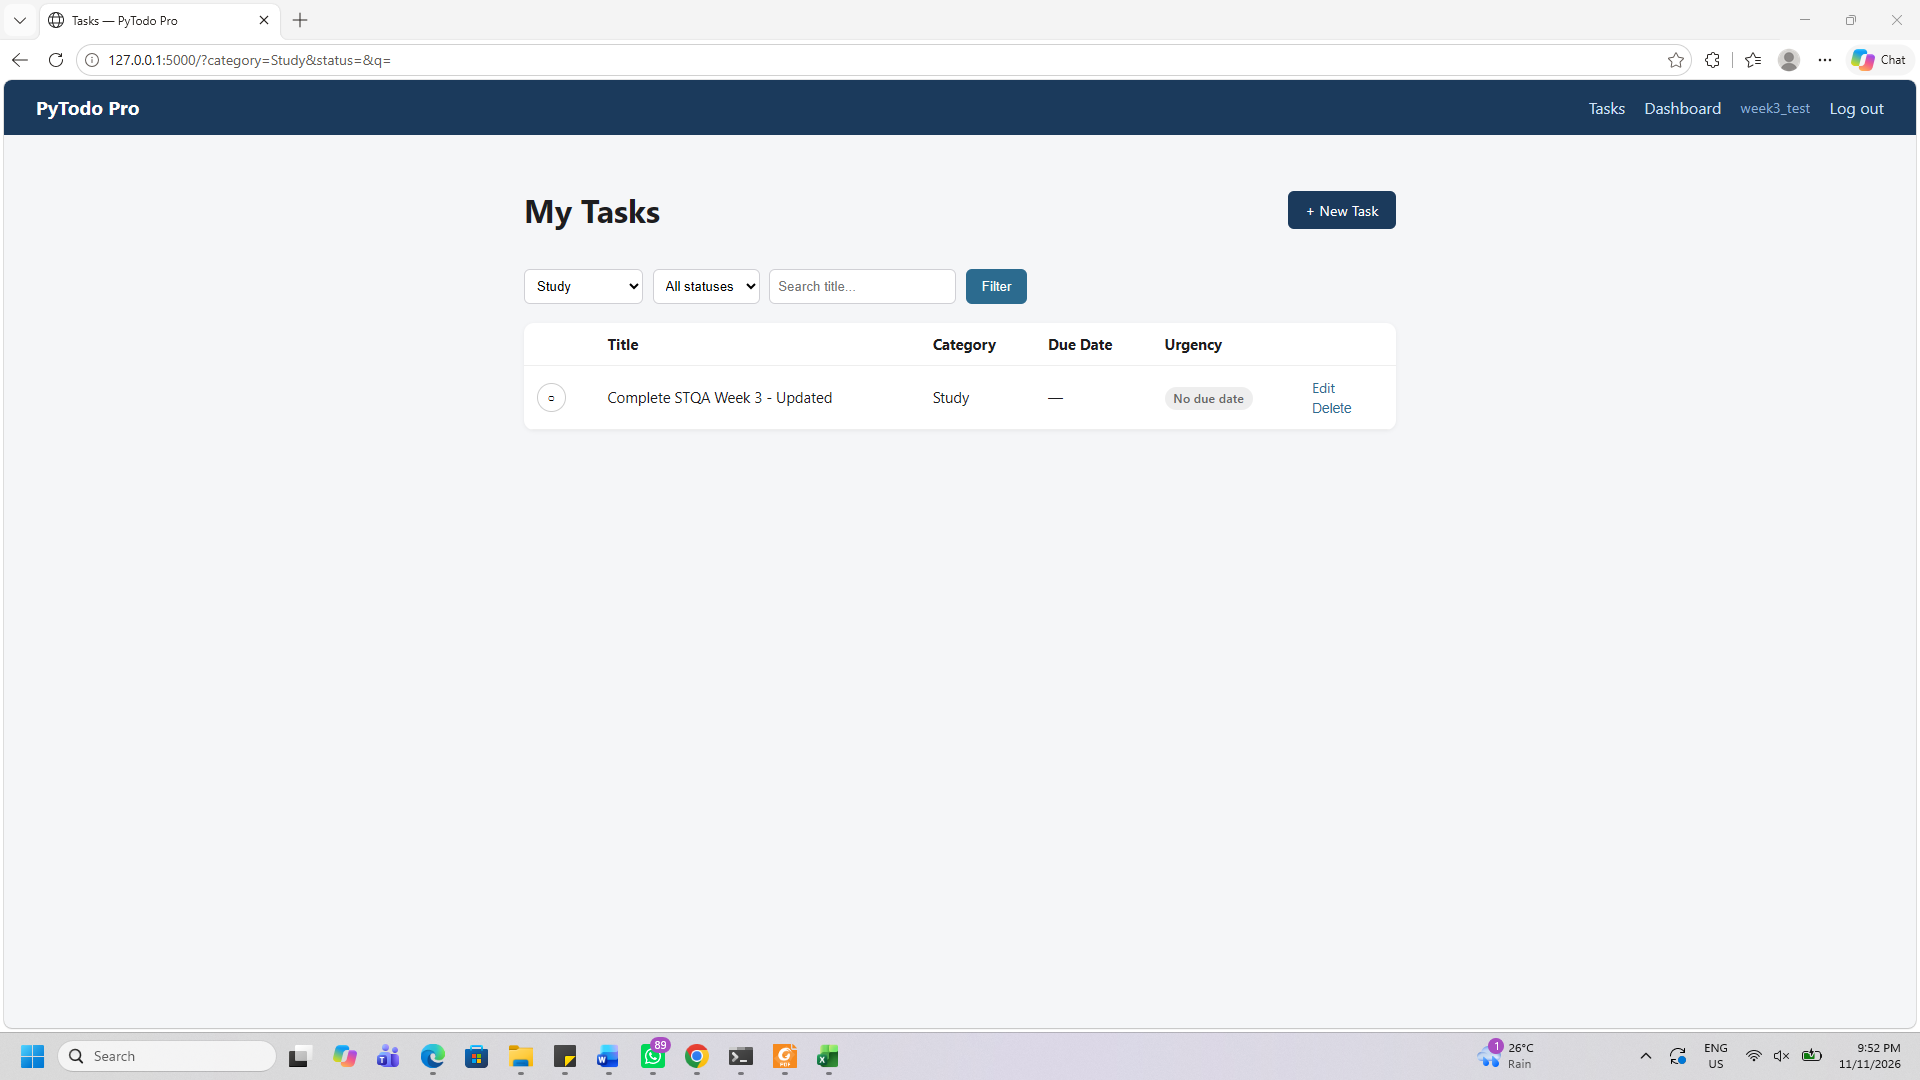 Tasks — PyTodo Pro
127.0.0.1:5000/?category=Study&status=&q=
Chat
PyTodo Pro
Tasks Dashboard week3_test Log out
My Tasks
+ New Task
Study All statuses Search title... Filter
Title Category Due Date Urgency
Complete STQA Week 3 - Updated Study — No due date Edit
Delete
Search
89
1
26°C
Rain
ENG
US
9:52 PM
11/11/2026